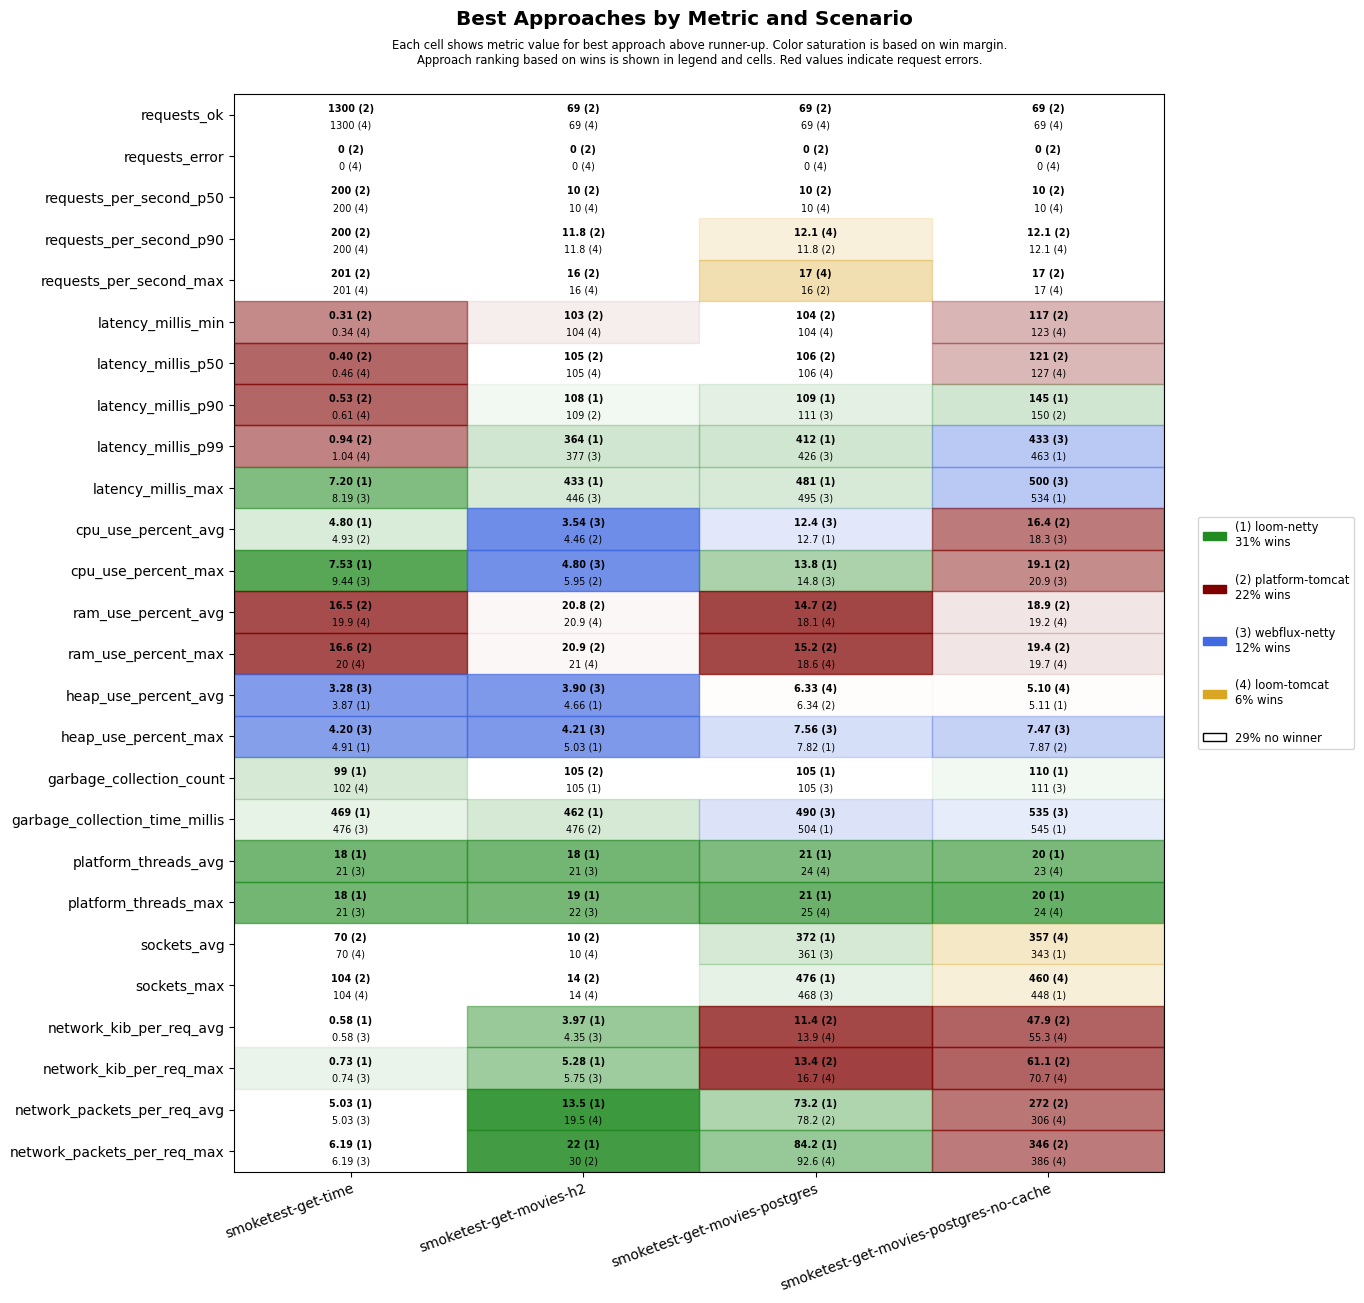 Best Approaches by Metric and Scenario
Each cell shows metric value for best approach above runner-up. Color saturation is based on win margin.
Approach ranking based on wins is shown in legend and cells. Red values indicate request errors.
requests_ok
1300 (2) 69 (2) 69 (2) 69 (2)
1300 (4) 69 (4) 69 (4) 69 (4)
requests_error
0 (2) 0 (2) 0 (2) 0 (2)
0 (4) 0 (4) 0 (4) 0 (4)
requests_per_second_p50
200 (2) 10 (2) 10 (2) 10 (2)
200 (4) 10 (4) 10 (4) 10 (4)
requests_per_second_p90
200 (2) 11.8 (2) 12.1 (4) 12.1 (2)
200 (4) 11.8 (4) 11.8 (2) 12.1 (4)
requests_per_second_max
201 (2) 16 (2) 17 (4) 17 (2)
201 (4) 16 (4) 16 (2) 17 (4)
latency_millis_min
0.31 (2) 103 (2) 104 (2) 117 (2)
0.34 (4) 104 (4) 104 (4) 123 (4)
latency_millis_p50
0.40 (2) 105 (2) 106 (2) 121 (2)
0.46 (4) 105 (4) 106 (4) 127 (4)
latency_millis_p90
0.53 (2) 108 (1) 109 (1) 145 (1)
0.61 (4) 109 (2) 111 (3) 150 (2)
latency_millis_p99
0.94 (2) 364 (1) 412 (1) 433 (3)
1.04 (4) 377 (3) 426 (3) 463 (1)
latency_millis_max
7.20 (1) 433 (1) 481 (1) 500 (3)
8.19 (3) 446 (3) 495 (3) 534 (1)
cpu_use_percent_avg
4.80 (1) 3.54 (3) 12.4 (3) 16.4 (2)
4.93 (2) 4.46 (2) 12.7 (1) 18.3 (3)
cpu_use_percent_max
7.53 (1) 4.80 (3) 13.8 (1) 19.1 (2)
9.44 (3) 5.95 (2) 14.8 (3) 20.9 (3)
ram_use_percent_avg
16.5 (2) 20.8 (2) 14.7 (2) 18.9 (2)
19.9 (4) 20.9 (4) 18.1 (4) 19.2 (4)
ram_use_percent_max
16.6 (2) 20.9 (2) 15.2 (2) 19.4 (2)
20 (4) 21 (4) 18.6 (4) 19.7 (4)
heap_use_percent_avg
3.28 (3) 3.90 (3) 6.33 (4) 5.10 (4)
3.87 (1) 4.66 (1) 6.34 (2) 5.11 (1)
heap_use_percent_max
4.20 (3) 4.21 (3) 7.56 (3) 7.47 (3)
4.91 (1) 5.03 (1) 7.82 (1) 7.87 (2)
garbage_collection_count
99 (1) 105 (2) 105 (1) 110 (1)
102 (4) 105 (1) 105 (3) 111 (3)
garbage_collection_time_millis
469 (1) 462 (1) 490 (3) 535 (3)
476 (3) 476 (2) 504 (1) 545 (1)
platform_threads_avg
18 (1) 18 (1) 21 (1) 20 (1)
21 (3) 21 (3) 24 (4) 23 (4)
platform_threads_max
18 (1) 19 (1) 21 (1) 20 (1)
21 (3) 22 (3) 25 (4) 24 (4)
sockets_avg
70 (2) 10 (2) 372 (1) 357 (4)
70 (4) 10 (4) 361 (3) 343 (1)
sockets_max
104 (2) 14 (2) 476 (1) 460 (4)
104 (4) 14 (4) 468 (3) 448 (1)
network_kib_per_req_avg
0.58 (1) 3.97 (1) 11.4 (2) 47.9 (2)
0.58 (3) 4.35 (3) 13.9 (4) 55.3 (4)
network_kib_per_req_max
0.73 (1) 5.28 (1) 13.4 (2) 61.1 (2)
0.74 (3) 5.75 (3) 16.7 (4) 70.7 (4)
network_packets_per_req_avg
5.03 (1) 13.5 (1) 73.2 (1) 272 (2)
5.03 (3) 19.5 (4) 78.2 (2) 306 (4)
network_packets_per_req_max
6.19 (1) 22 (1) 84.2 (1) 346 (2)
6.19 (3) 30 (2) 92.6 (4) 386 (4)
smoketest-get-time
smoketest-get-movies-h2
smoketest-get-movies-postgres
smoketest-get-movies-postgres-no-cache
(1) loom-netty
31% wins
(2) platform-tomcat
22% wins
(3) webflux-netty
12% wins
(4) loom-tomcat
6% wins
29% no winner